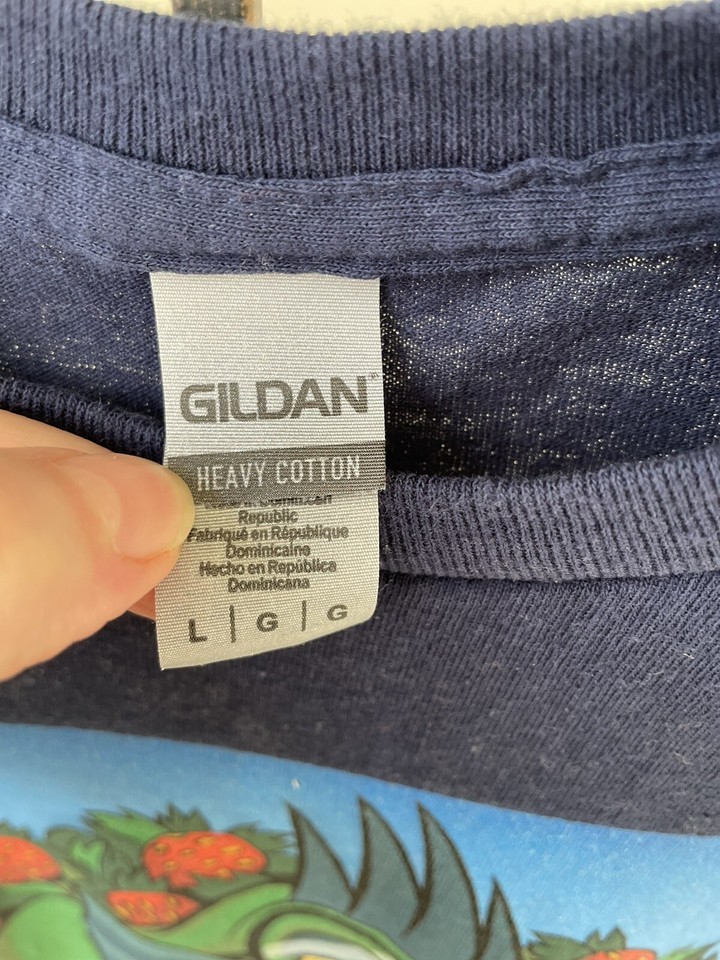 GILDAN
HEAVY COTTON
Republic
Fabriqué en République
Dominicaine
Hecho en República
Dominicana
L | G | G